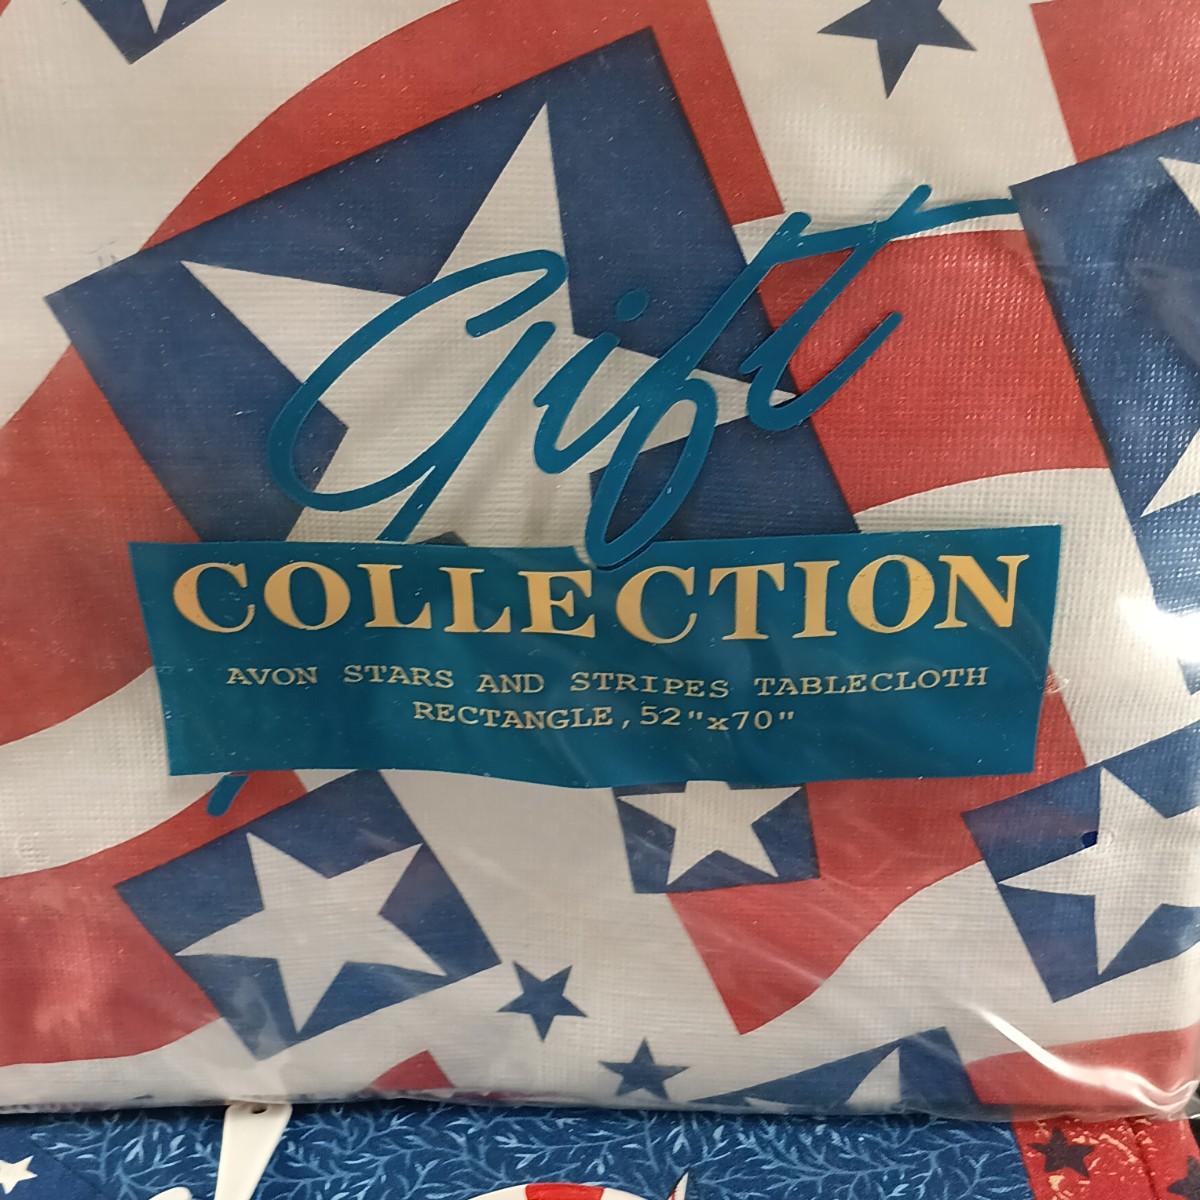 Gift
COLLECTION
AVON STARS AND STRIPES TABLECLOTH
RECTANGLE, 52"x70"